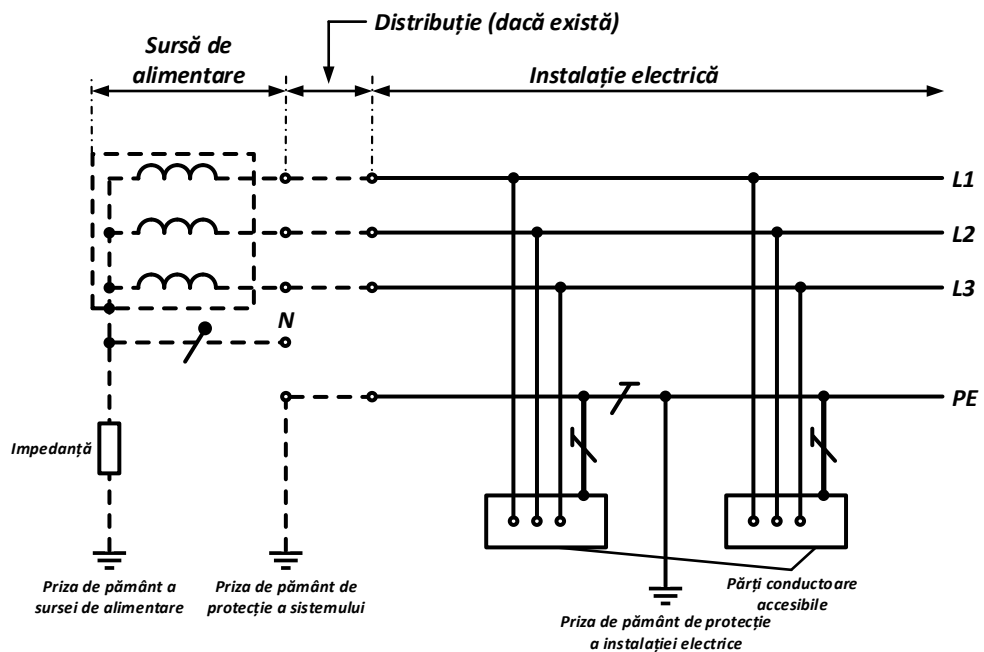 Distribuție (dacă există)
Sursă de
alimentare
Instalație electrică
L1
L2
L3
N
PE
Impedanță
Priza de pământ a
sursei de alimentare
Priza de pământ de
protecție a sistemului
Părți conductoare
accesibile
Priza de pământ de protecție
a instalației electrice